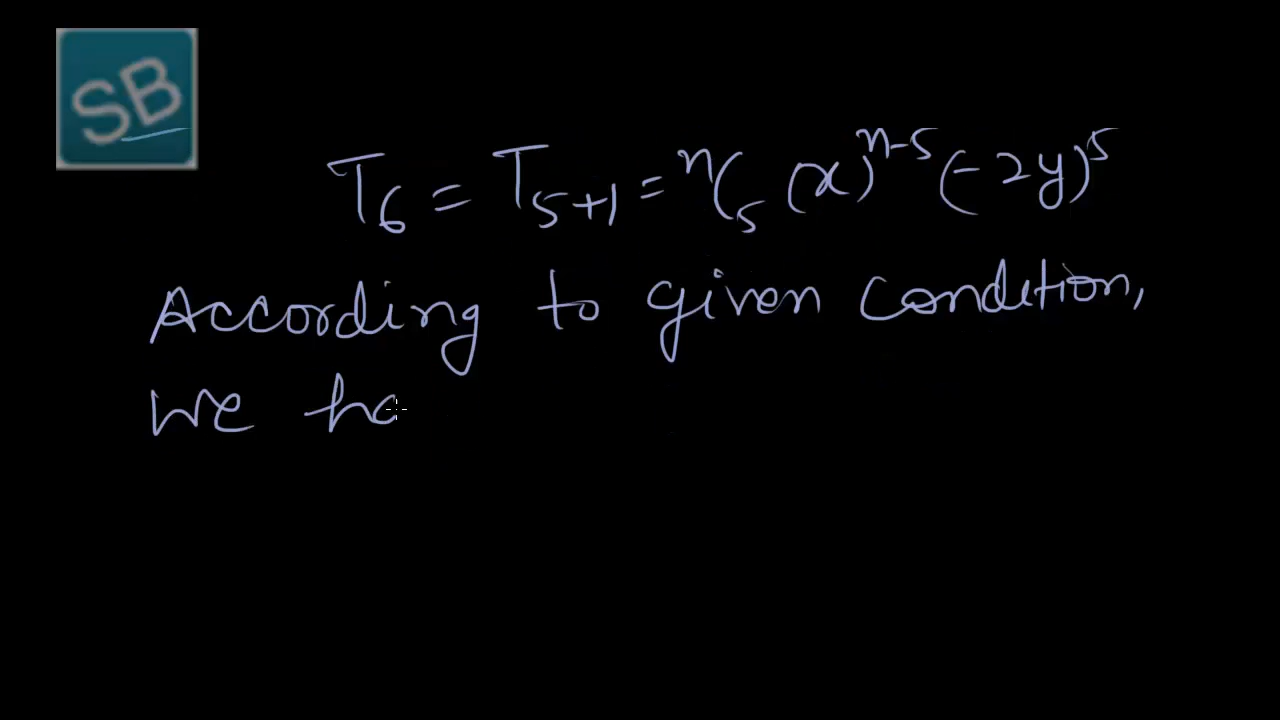 SB
T₆ = T₅₊₁ = ⁿC₅ (x)ⁿ⁻⁵ (-2y)⁵
According to given condition,
we ha